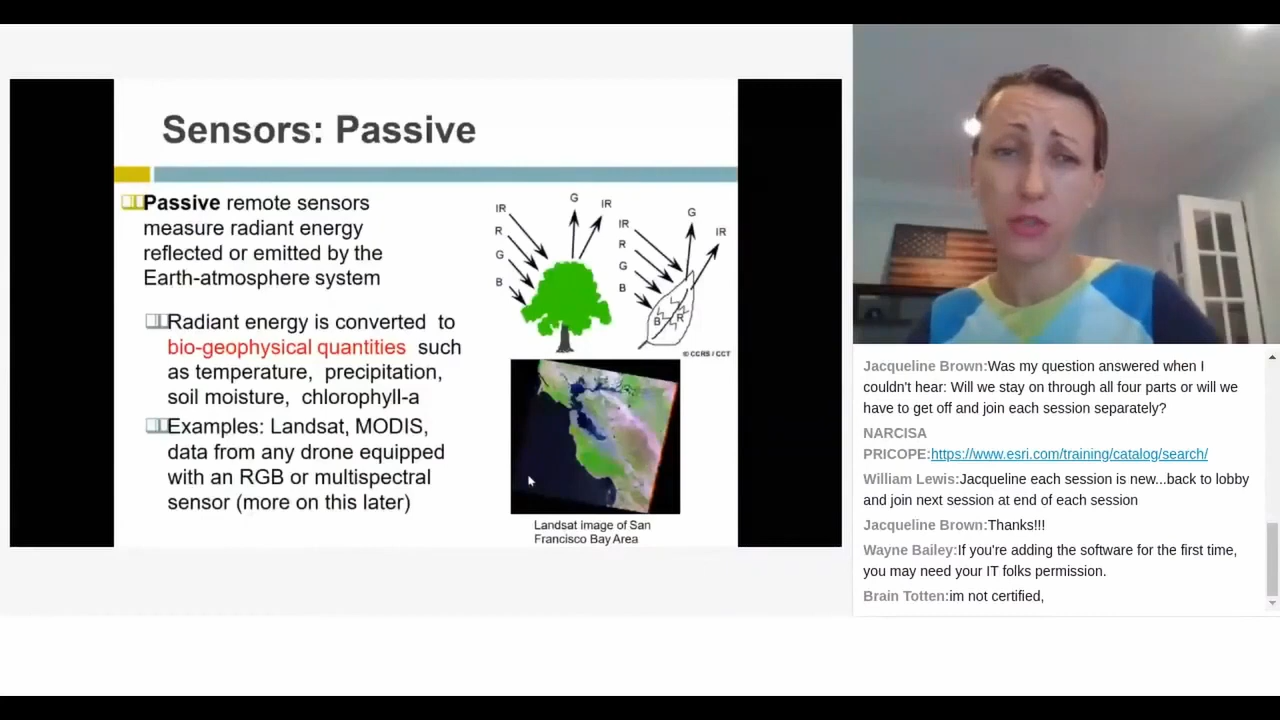 Sensors: Passive
Passive remote sensors
measure radiant energy
reflected or emitted by the
Earth-atmosphere system
Radiant energy is converted to
bio-geophysical quantities such
as temperature, precipitation,
soil moisture, chlorophyll-a
Examples: Landsat, MODIS,
data from any drone equipped
with an RGB or multispectral
sensor (more on this later)
IR
R
G
B
G
IR
IR
R
G
B
G
IR
B
R
© CCRS / CCT
Landsat image of San
Francisco Bay Area
Jacqueline Brown:Was my question answered when I
couldn't hear: Will we stay on through all four parts or will we
have to get off and join each session separately?
NARCISA
PRICOPE:https://www.esri.com/training/catalog/search/
William Lewis:Jacqueline each session is new...back to lobby
and join next session at end of each session
Jacqueline Brown:Thanks!!!
Wayne Bailey:If you're adding the software for the first time,
you may need your IT folks permission.
Brain Totten:im not certified,